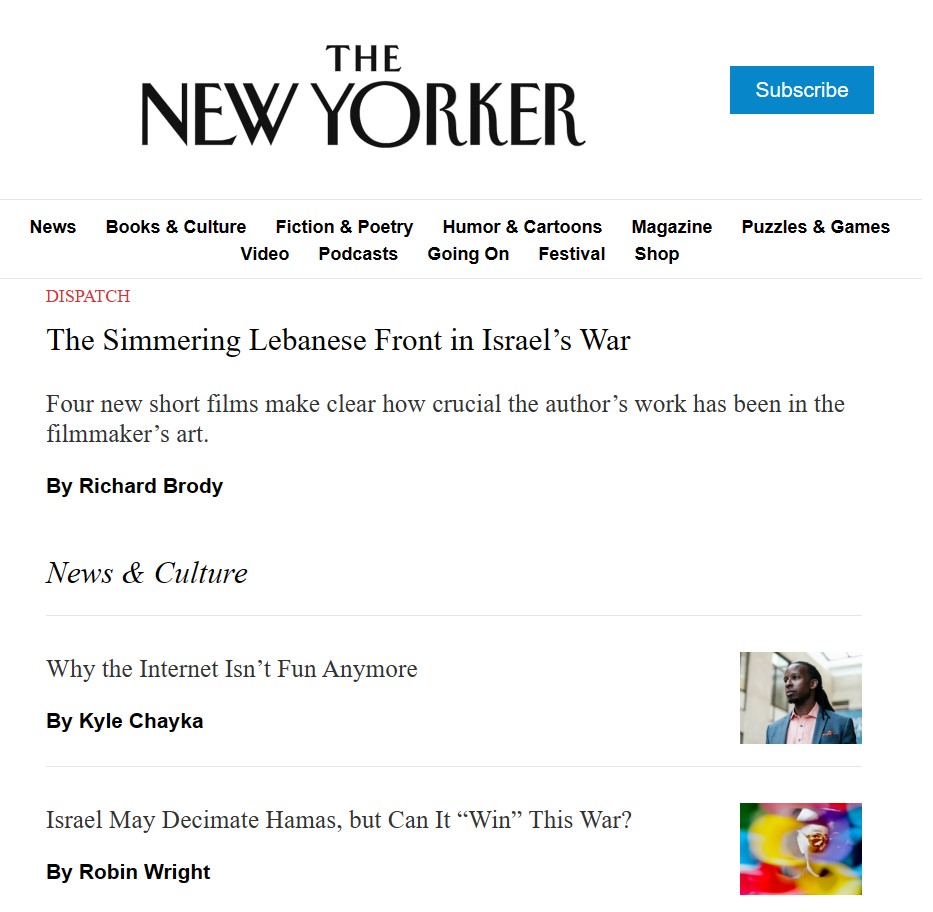 THE
NEW YORKER
Subscribe
News Books & Culture Fiction & Poetry Humor & Cartoons Magazine Puzzles & Games
Video Podcasts Going On Festival Shop
DISPATCH
The Simmering Lebanese Front in Israel’s War
Four new short films make clear how crucial the author’s work has been in the
filmmaker’s art.
By Richard Brody
News & Culture
Why the Internet Isn’t Fun Anymore
By Kyle Chayka
Israel May Decimate Hamas, but Can It “Win” This War?
By Robin Wright